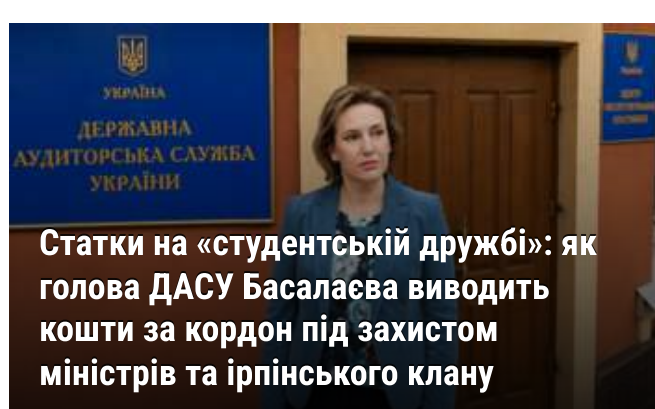 УКРАЇНА
ДЕРЖАВНА
АУДИТОРСЬКА СЛУЖБА
УКРАЇНИ
Статки на «студентській дружбі»: як
голова ДАСУ Басалаєва виводить
кошти за кордон під захистом
міністрів та ірпінського клану